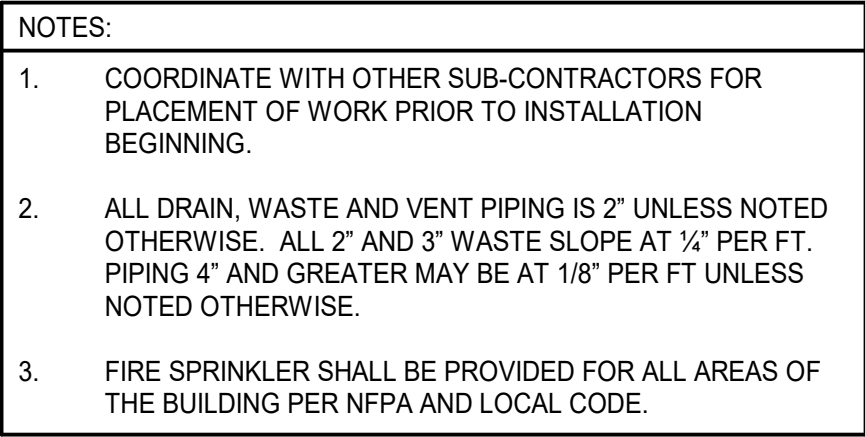 NOTES:
1. COORDINATE WITH OTHER SUB-CONTRACTORS FOR
PLACEMENT OF WORK PRIOR TO INSTALLATION
BEGINNING.
2. ALL DRAIN, WASTE AND VENT PIPING IS 2” UNLESS NOTED
OTHERWISE.  ALL 2” AND 3” WASTE SLOPE AT ¼” PER FT.
PIPING 4” AND GREATER MAY BE AT 1/8” PER FT UNLESS
NOTED OTHERWISE.
3. FIRE SPRINKLER SHALL BE PROVIDED FOR ALL AREAS OF
THE BUILDING PER NFPA AND LOCAL CODE.